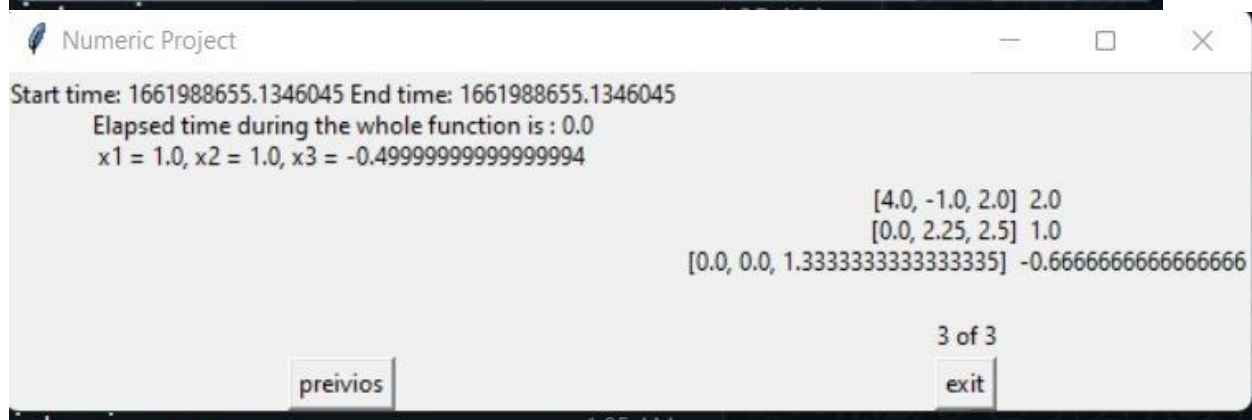 Numeric Project
Start time: 1661988655.1346045 End time: 1661988655.1346045
Elapsed time during the whole function is : 0.0
x1 = 1.0, x2 = 1.0, x3 = -0.49999999999999994
[4.0, -1.0, 2.0] 2.0
[0.0, 2.25, 2.5] 1.0
[0.0, 0.0, 1.3333333333333335] -0.6666666666666666
3 of 3
preivios
exit